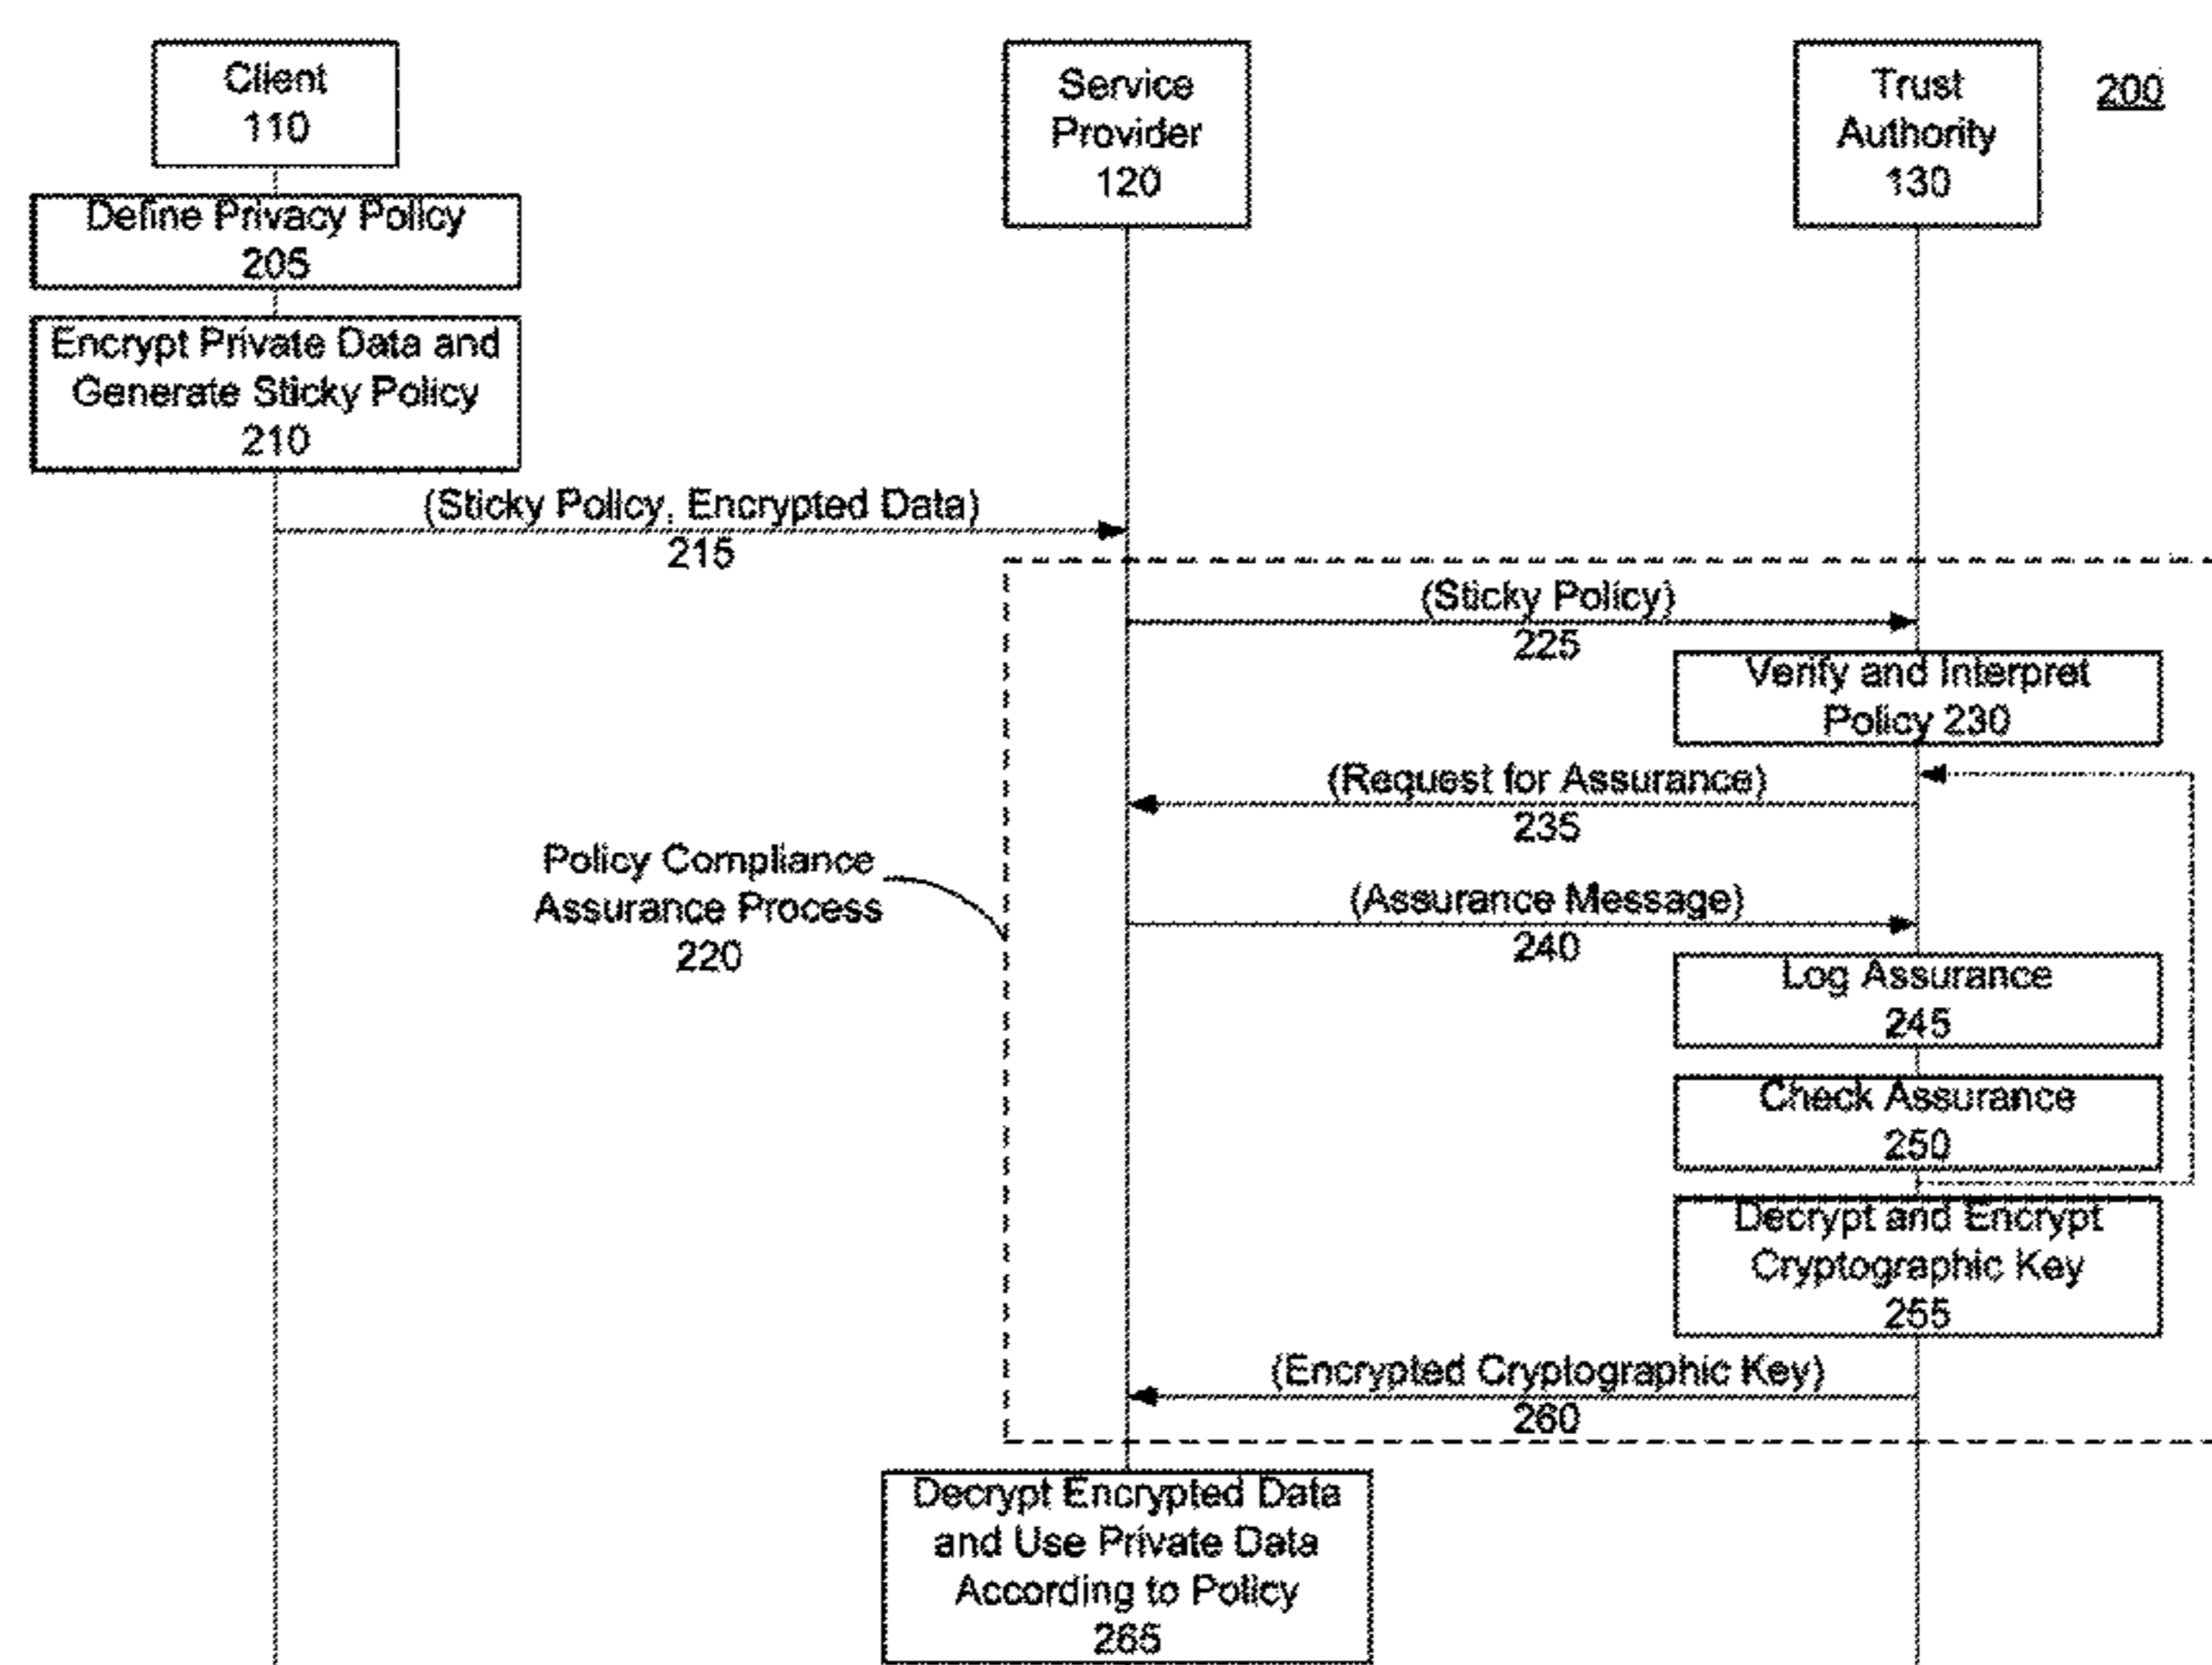 Client
110
Service
Provider
120
Trust
Authority
130
200
Define Privacy Policy
205
Encrypt Private Data and
Generate Sticky Policy
210
(Sticky Policy, Encrypted Data)
215
(Sticky Policy)
225
Verify and Interpret
Policy 230
(Request for Assurance)
235
Policy Compliance
Assurance Process
220
(Assurance Message)
240
Log Assurance
245
Check Assurance
250
Decrypt and Encrypt
Cryptographic Key
255
(Encrypted Cryptographic Key)
260
Decrypt Encrypted Data
and Use Private Data
According to Policy
265